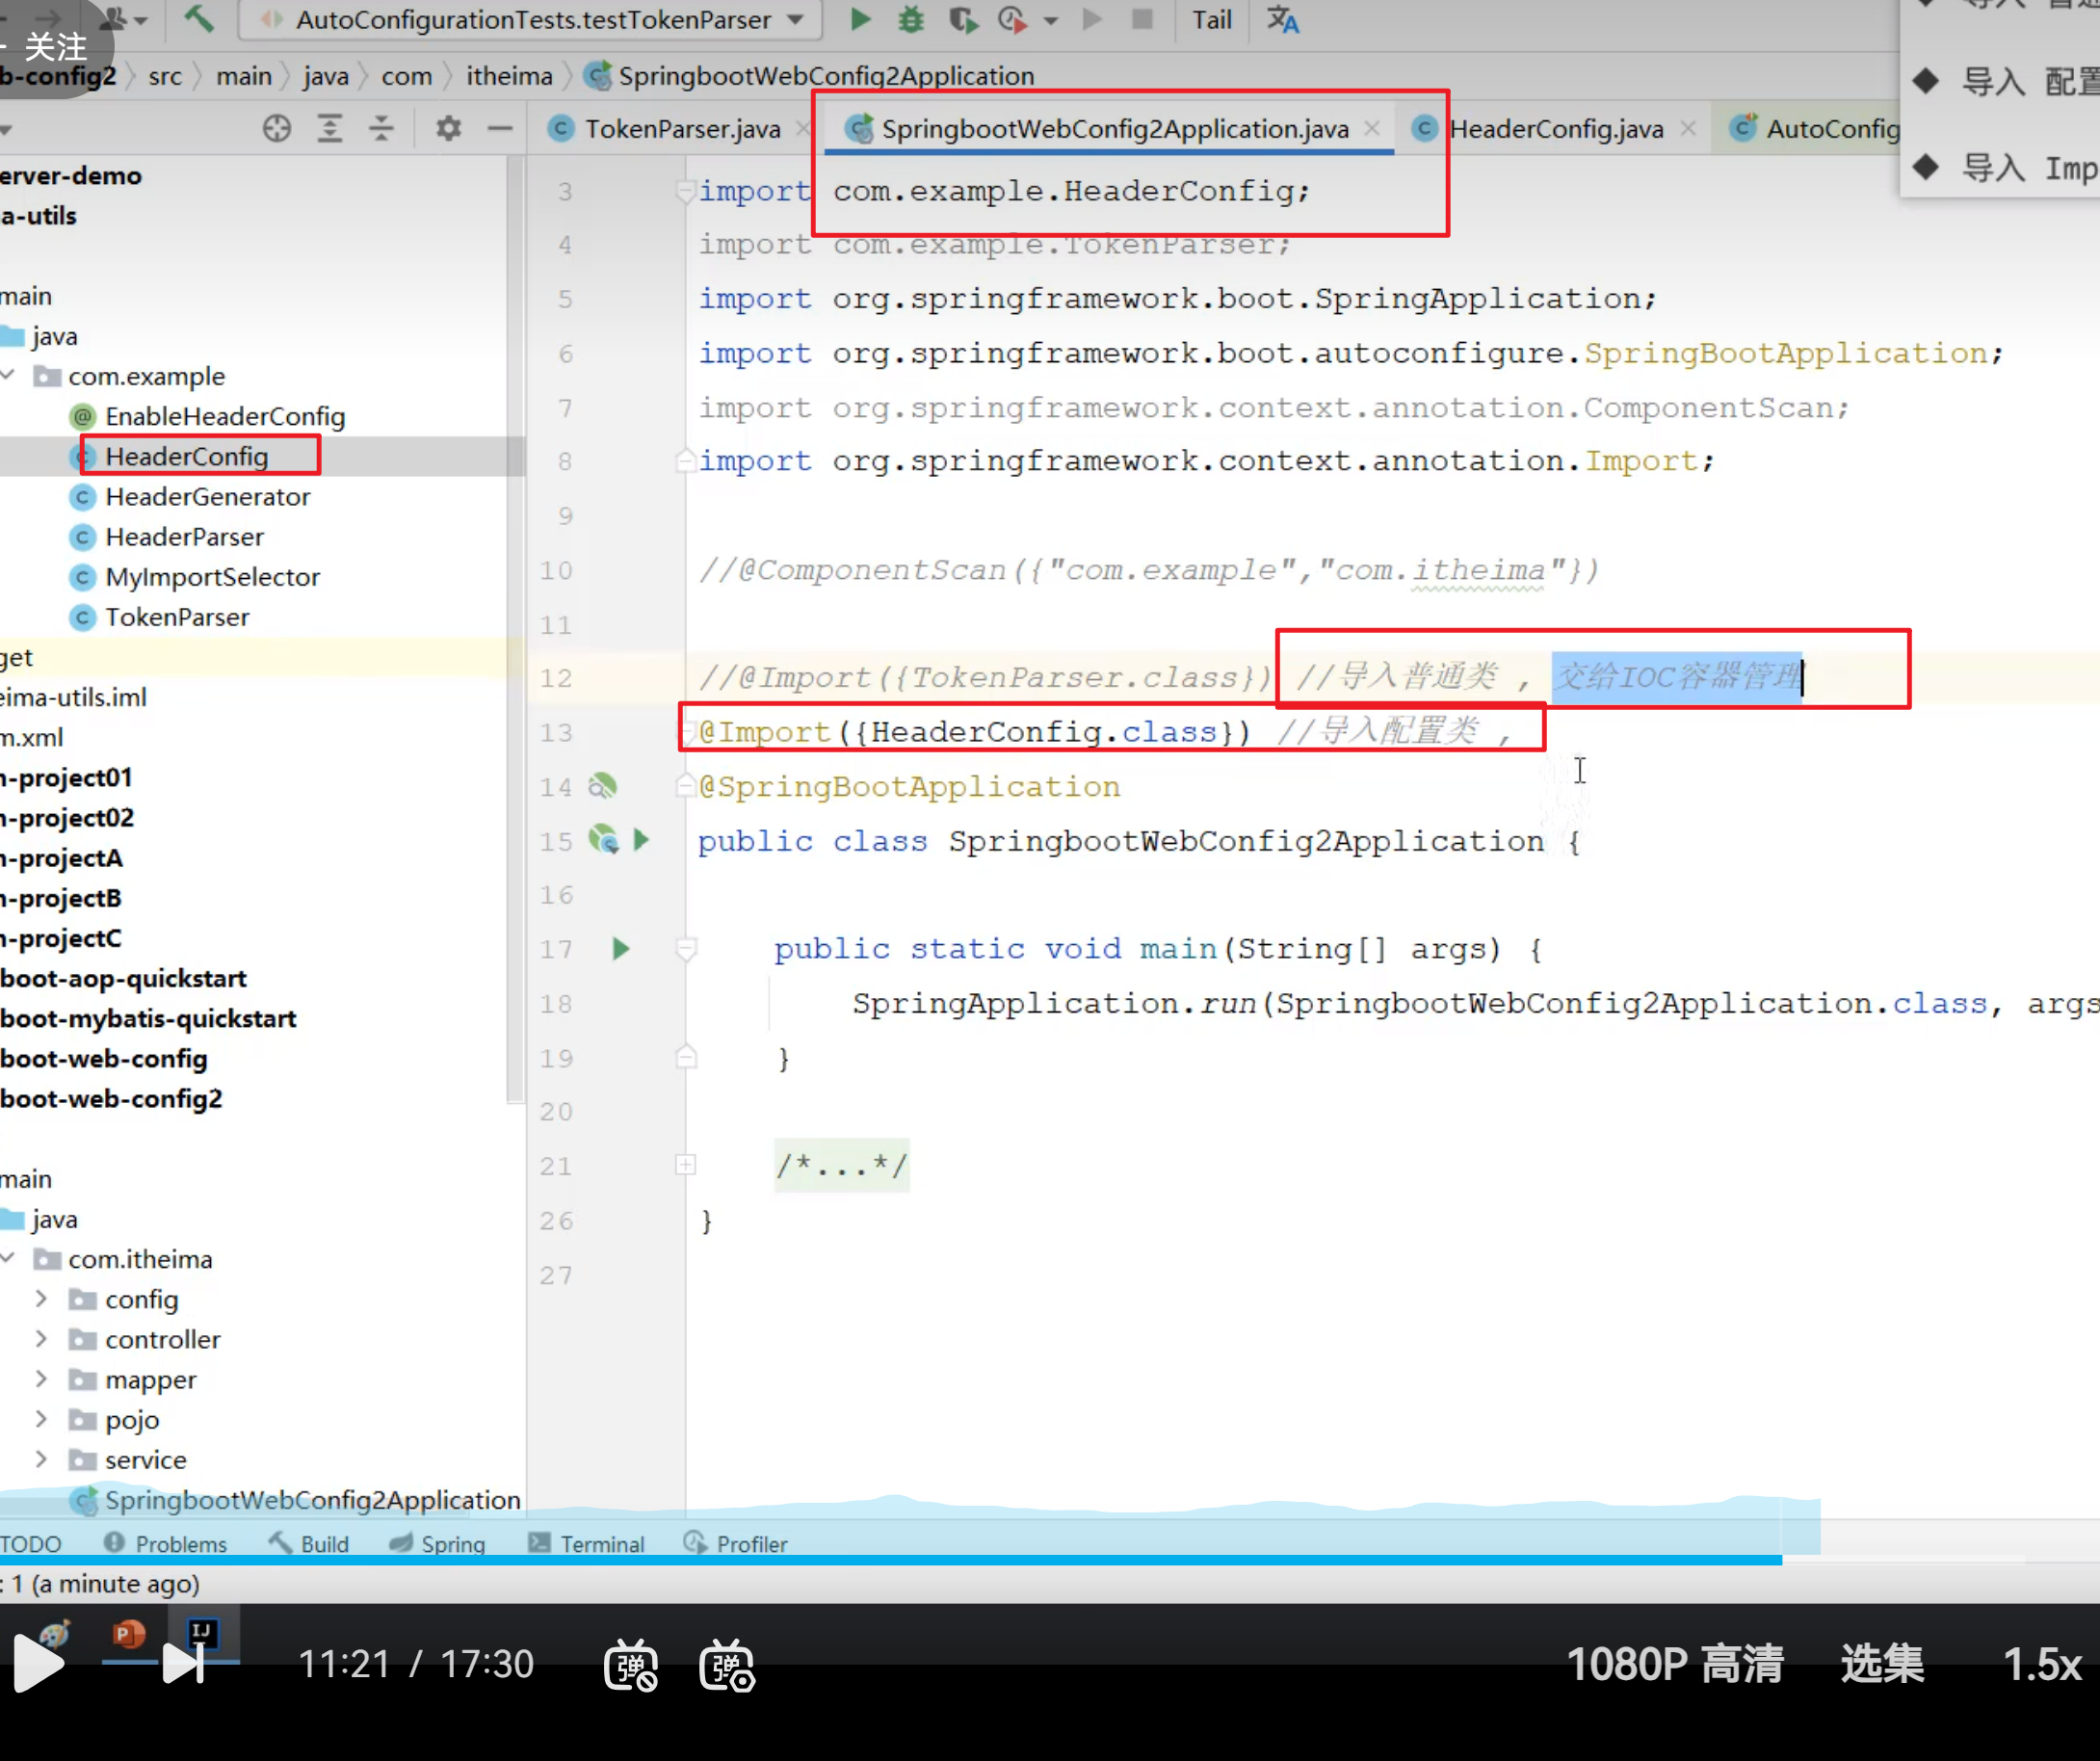 AutoConfigurationTests.testTokenParser
Tail
关注
b-config2 src main java com itheima SpringbootWebConfig2Application
导入 配置
导入 Imp
TokenParser.java
SpringbootWebConfig2Application.java
HeaderConfig.java
AutoConfig
erver-demo
a-utils
main
java
com.example
EnableHeaderConfig
HeaderConfig
HeaderGenerator
HeaderParser
MyImportSelector
TokenParser
get
eima-utils.iml
m.xml
n-project01
n-project02
n-projectA
n-projectB
n-projectC
boot-aop-quickstart
boot-mybatis-quickstart
boot-web-config
boot-web-config2
main
java
com.itheima
config
controller
mapper
pojo
service
SpringbootWebConfig2Application
3 import com.example.HeaderConfig;
4 import com.example.TokenParser;
5 import org.springframework.boot.SpringApplication;
6 import org.springframework.boot.autoconfigure.SpringBootApplication;
7 import org.springframework.context.annotation.ComponentScan;
8 import org.springframework.context.annotation.Import;
9
10 //@ComponentScan({"com.example","com.itheima"})
11
12 //@Import({TokenParser.class}) //导入普通类 , 交给IOC容器管理
13 @Import({HeaderConfig.class}) //导入配置类 ,
14 @SpringBootApplication
15 public class SpringbootWebConfig2Application {
16
17 public static void main(String[] args) {
18 SpringApplication.run(SpringbootWebConfig2Application.class, args
19 }
20
21 /*...*/
26 }
27
TODO Problems Build Spring Terminal Profiler
: 1 (a minute ago)
11:21 / 17:30
弹
弹
1080P 高清
选集
1.5x